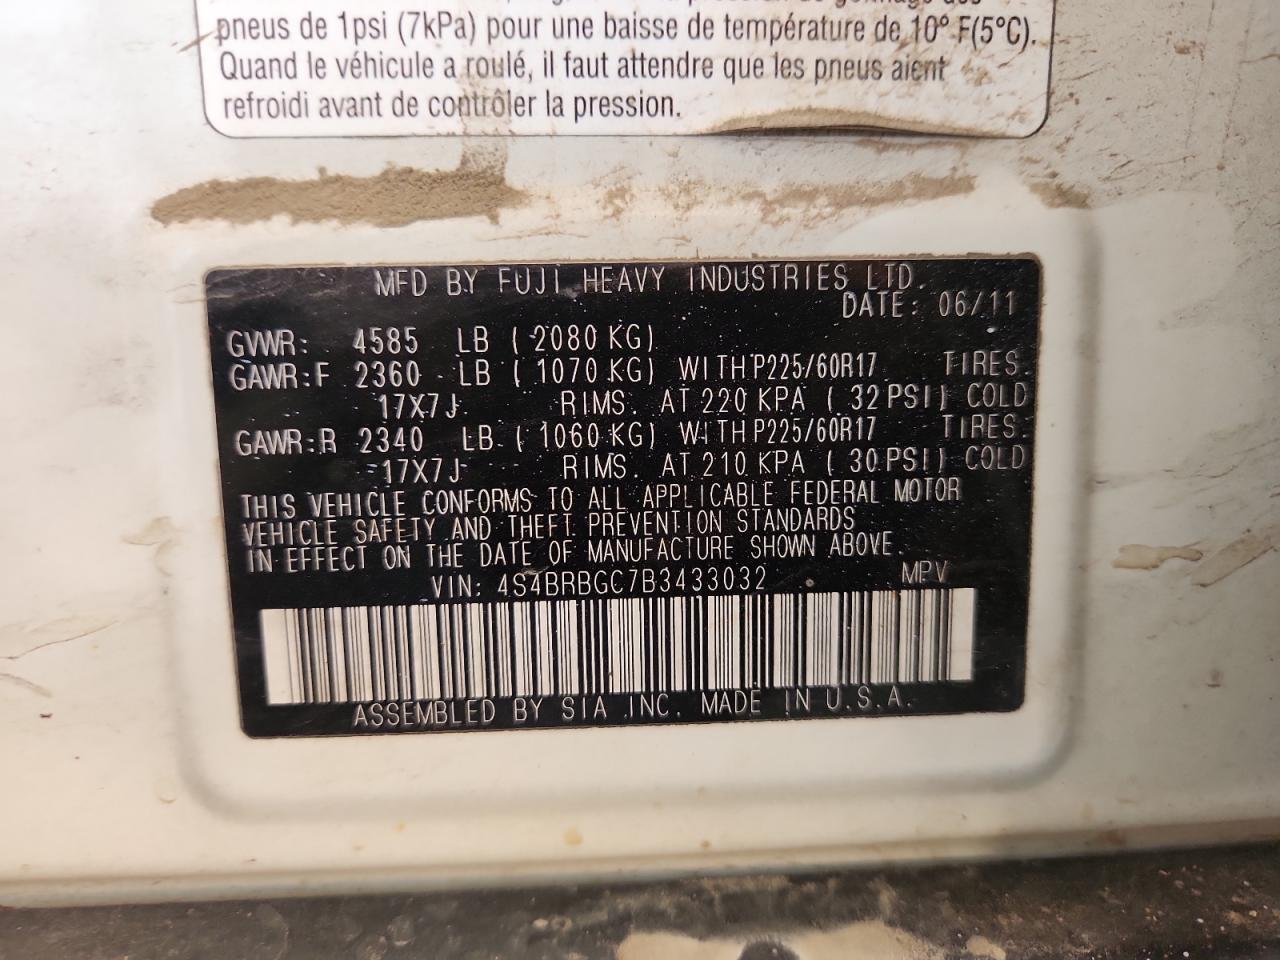 pneus de 1psi (7kPa) pour une baisse de température de 10° F(5°C).
Quand le véhicule a roulé, il faut attendre que les pneus aient
refroidi avant de contrôler la pression.
MFD BY FUJI HEAVY INDUSTRIES LTD.
DATE: 06/11
GVWR: 4585 LB ( 2080 KG)
GAWR:F 2360 LB ( 1070 KG) WITH P225/60R17 TIRES.
17X7J RIMS. AT 220 KPA ( 32 PSI) COLD
GAWR:R 2340 LB ( 1060 KG) WITH P225/60R17 TIRES.
17X7J RIMS. AT 210 KPA ( 30 PSI) COLD
THIS VEHICLE CONFORMS TO ALL APPLICABLE FEDERAL MOTOR
VEHICLE SAFETY AND THEFT PREVENTION STANDARDS
IN EFFECT ON THE DATE OF MANUFACTURE SHOWN ABOVE.
VIN: 4S4BRBGC7B3433032 MPV
ASSEMBLED BY SIA INC. MADE IN U.S.A.